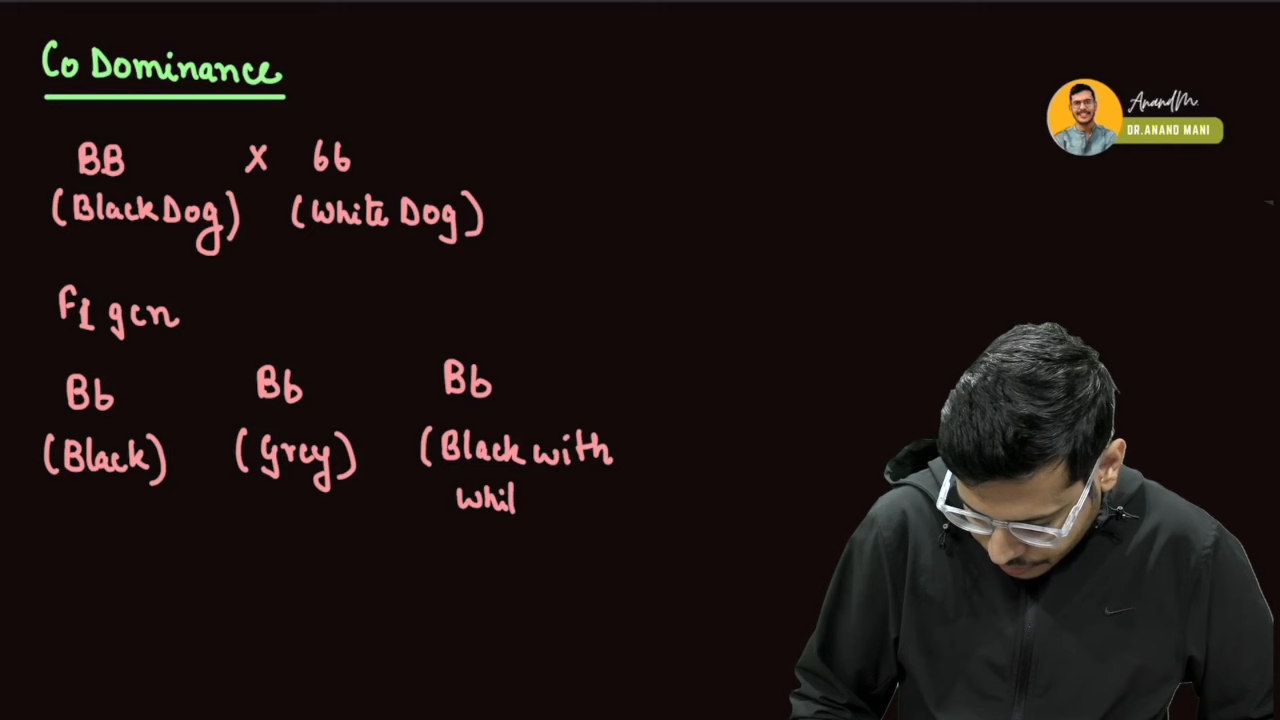 Co Dominance
AnandM.
DR.ANAND MANI
BB x bb
(Black Dog) (White Dog)
F1 gen
Bb Bb Bb
(Black) (Grey) (Black with
whil